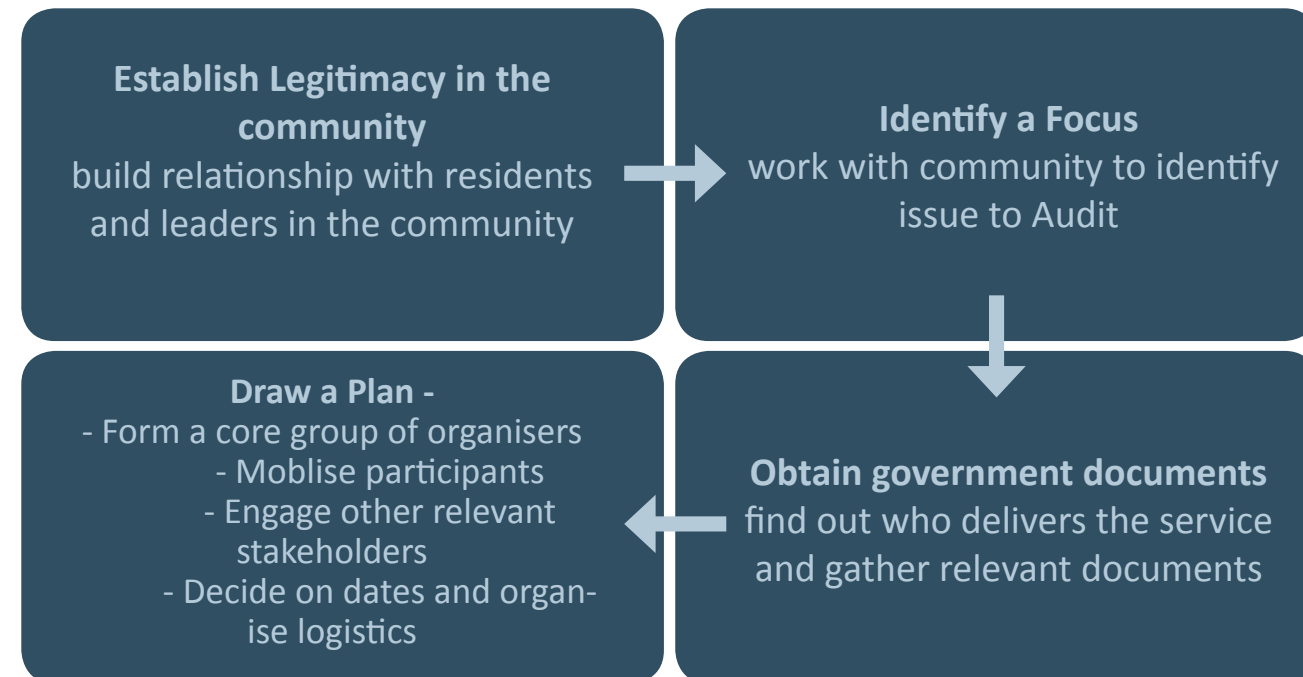 Establish Legitimacy in the
community
build relationship with residents
and leaders in the community
Identify a Focus
work with community to identify
issue to Audit
Obtain government documents
find out who delivers the service
and gather relevant documents
Draw a Plan -
- Form a core group of organisers
- Moblise participants
- Engage other relevant
stakeholders
- Decide on dates and organ-
ise logistics